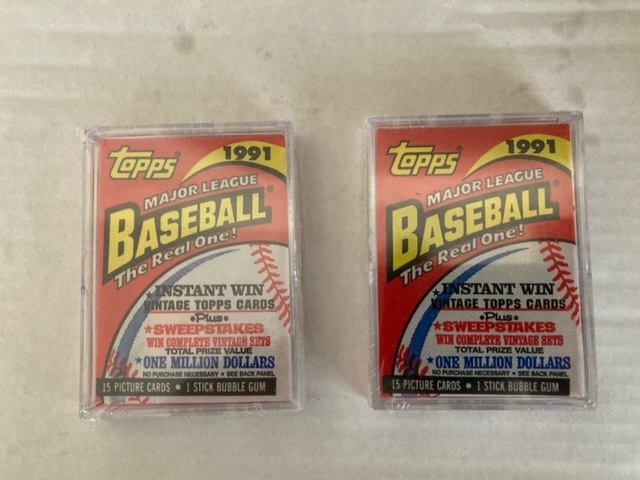 Topps 1991
MAJOR LEAGUE
BASEBALL®
The Real One!
★INSTANT WIN
VINTAGE TOPPS CARDS
•Plus•
★SWEEPSTAKES
WIN COMPLETE VINTAGE SETS
TOTAL PRIZE VALUE
★ONE MILLION DOLLARS
NO PURCHASE NECESSARY • SEE BACK PANEL
15 PICTURE CARDS • 1 STICK BUBBLE GUM
Topps 1991
MAJOR LEAGUE
BASEBALL®
The Real One!
★INSTANT WIN
VINTAGE TOPPS CARDS
•Plus•
★SWEEPSTAKES
WIN COMPLETE VINTAGE SETS
TOTAL PRIZE VALUE
★ONE MILLION DOLLARS
NO PURCHASE NECESSARY • SEE BACK PANEL
15 PICTURE CARDS • 1 STICK BUBBLE GUM